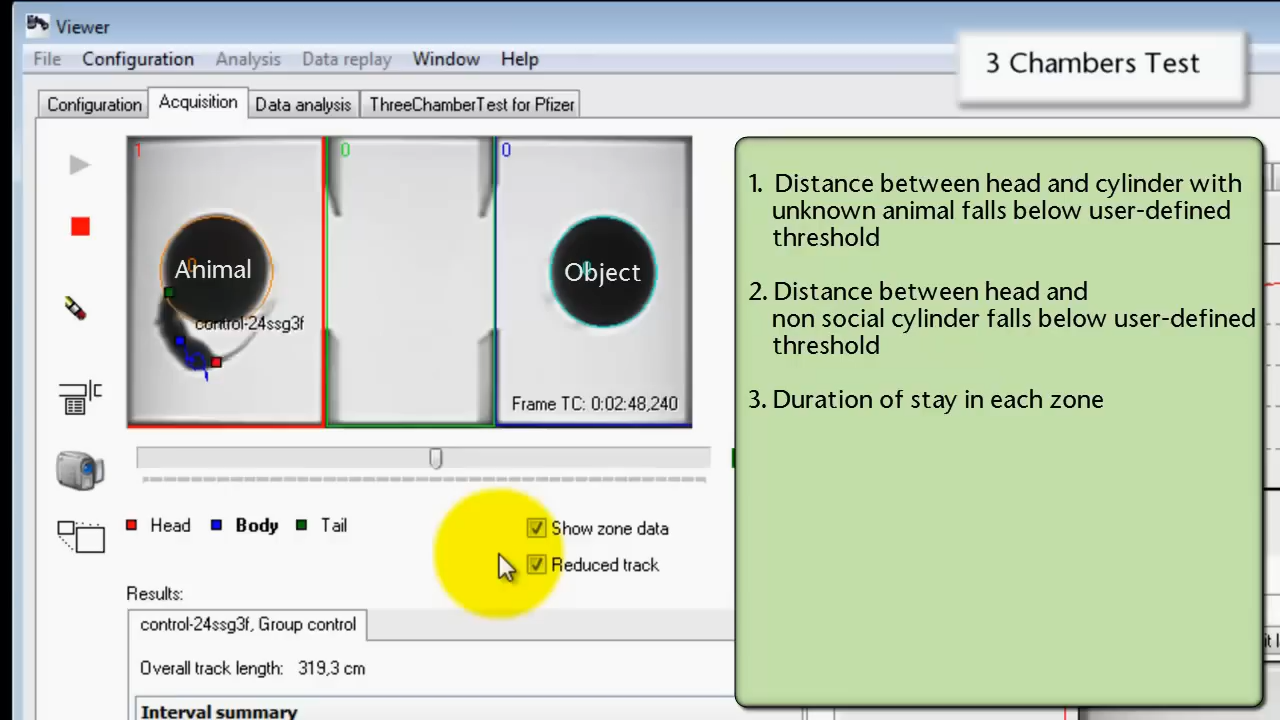 Viewer
File Configuration Analysis Data replay Window Help
3 Chambers Test
Configuration Acquisition Data analysis ThreeChamberTest for Pfizer
1 0 0
Animal
Object
control-24ssg3f
Frame TC: 0:02:48,240
1. Distance between head and cylinder with
unknown animal falls below user-defined
threshold
2. Distance between head and
non social cylinder falls below user-defined
threshold
3. Duration of stay in each zone
Head Body Tail
Show zone data
Reduced track
Results:
control-24ssg3f, Group control
Overall track length: 319,3 cm
Interval summary